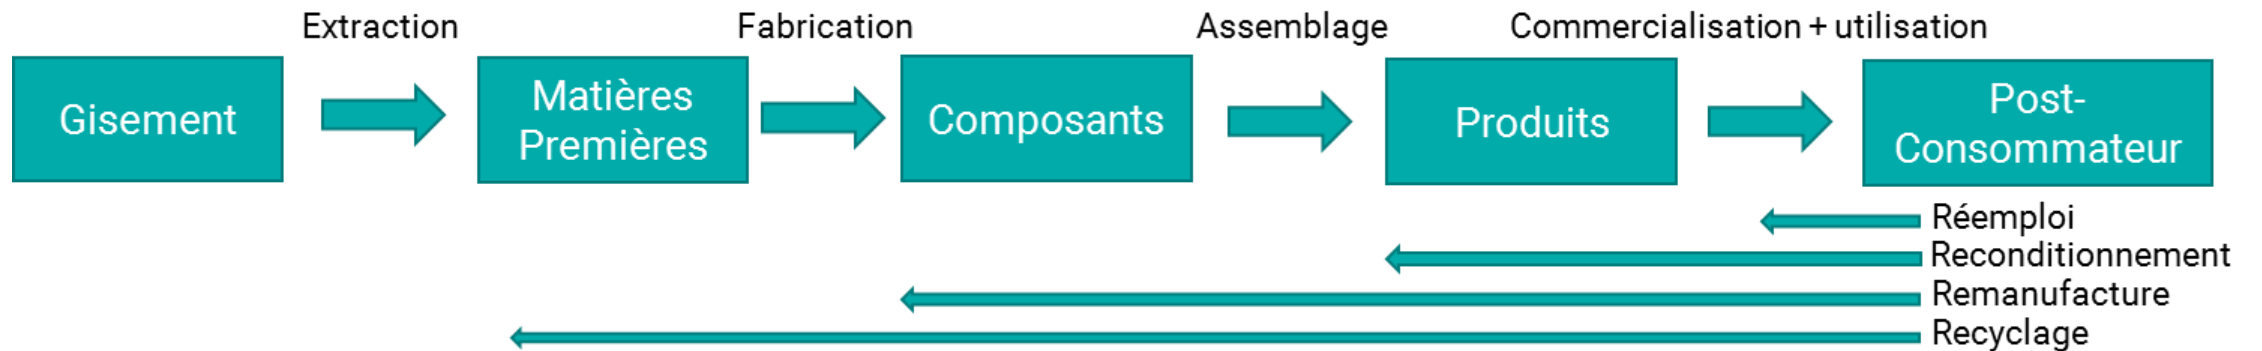 Extraction
Fabrication
Assemblage
Commercialisation + utilisation
Gisement
Matières
Premières
Composants
Produits
Post-
Consommateur
Réemploi
Reconditionnement
Remanufacture
Recyclage